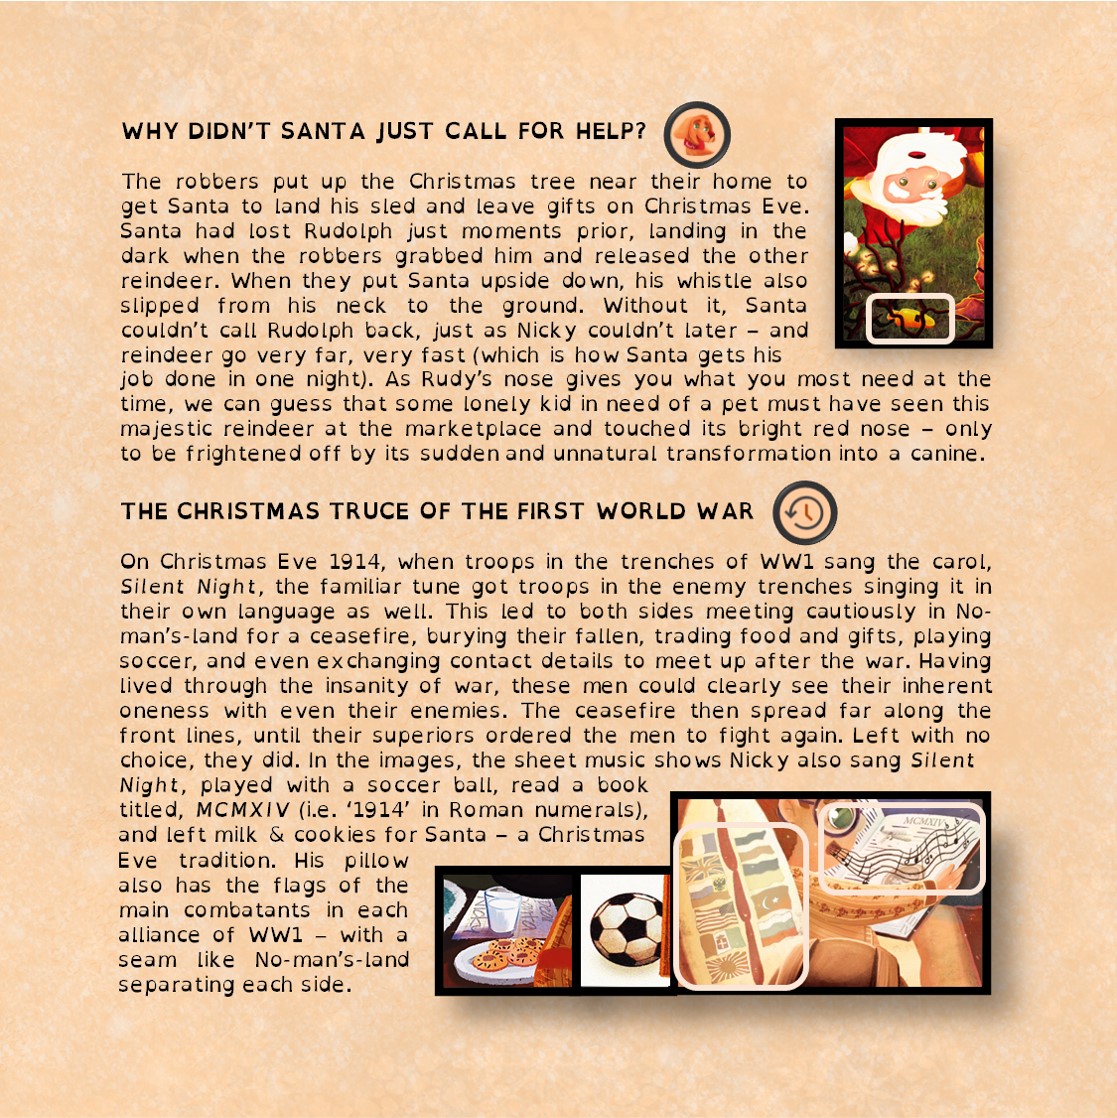 WHY DIDN'T SANTA JUST CALL FOR HELP?
The robbers put up the Christmas tree near their home to
get Santa to land his sled and leave gifts on Christmas Eve.
Santa had lost Rudolph just moments prior, landing in the
dark when the robbers grabbed him and released the other
reindeer. When they put Santa upside down, his whistle also
slipped from his neck to the ground. Without it, Santa
couldn't call Rudolph back, just as Nicky couldn't later – and
reindeer go very far, very fast (which is how Santa gets his
job done in one night). As Rudy's nose gives you what you most need at the
time, we can guess that some lonely kid in need of a pet must have seen this
majestic reindeer at the marketplace and touched its bright red nose – only
to be frightened off by its sudden and unnatural transformation into a canine.
THE CHRISTMAS TRUCE OF THE FIRST WORLD WAR
On Christmas Eve 1914, when troops in the trenches of WW1 sang the carol,
Silent Night, the familiar tune got troops in the enemy trenches singing it in
their own language as well. This led to both sides meeting cautiously in No-
man's-land for a ceasefire, burying their fallen, trading food and gifts, playing
soccer, and even exchanging contact details to meet up after the war. Having
lived through the insanity of war, these men could clearly see their inherent
oneness with even their enemies. The ceasefire then spread far along the
front lines, until their superiors ordered the men to fight again. Left with no
choice, they did. In the images, the sheet music shows Nicky also sang Silent
Night, played with a soccer ball, read a book
titled, MCMXIV (i.e. '1914' in Roman numerals),
and left milk & cookies for Santa – a Christmas
Eve tradition. His pillow
also has the flags of the
main combatants in each
alliance of WW1 – with a
seam like No-man's-land
separating each side.
MCMXIV